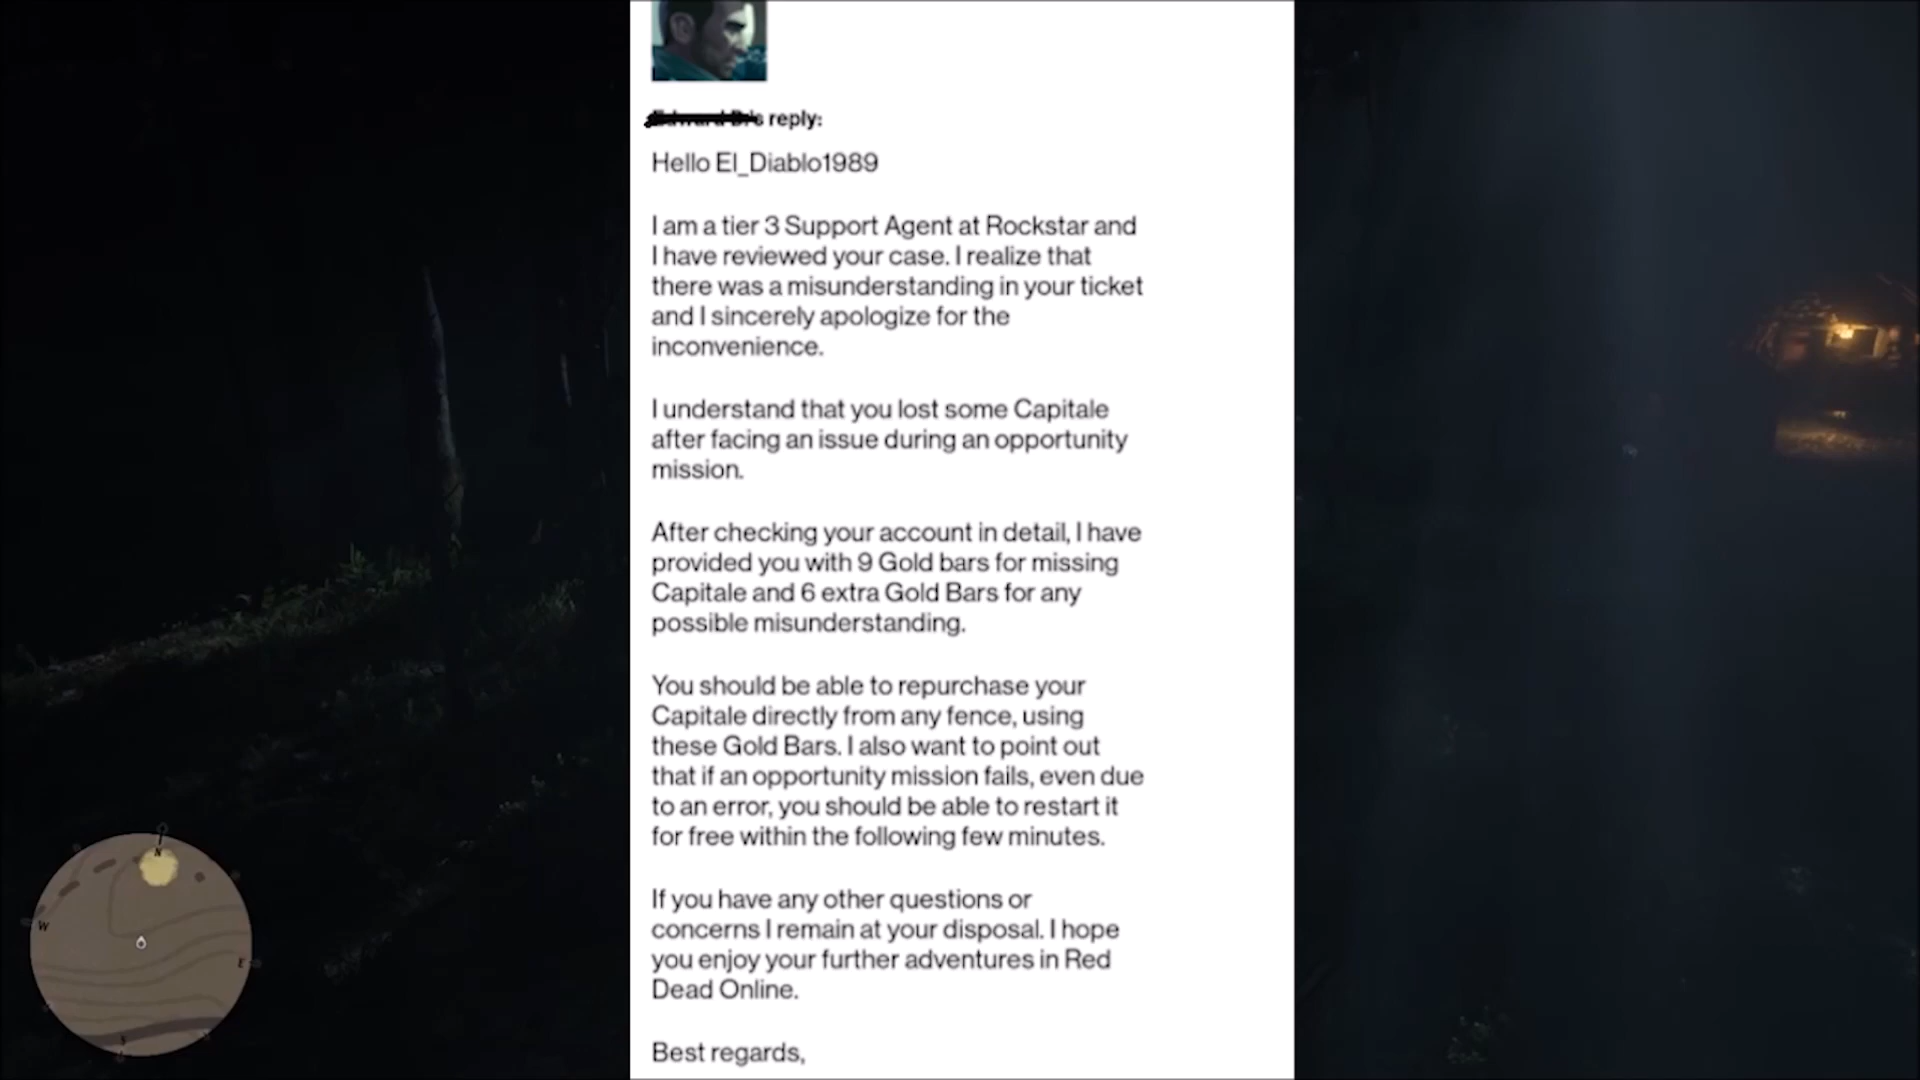 reply:
Hello El_Diablo1989
I am a tier 3 Support Agent at Rockstar and
I have reviewed your case. I realize that
there was a misunderstanding in your ticket
and I sincerely apologize for the
inconvenience.
I understand that you lost some Capitale
after facing an issue during an opportunity
mission.
After checking your account in detail, I have
provided you with 9 Gold bars for missing
Capitale and 6 extra Gold Bars for any
possible misunderstanding.
You should be able to repurchase your
Capitale directly from any fence, using
these Gold Bars. I also want to point out
that if an opportunity mission fails, even due
to an error, you should be able to restart it
for free within the following few minutes.
If you have any other questions or
concerns I remain at your disposal. I hope
you enjoy your further adventures in Red
Dead Online.
Best regards,
N
W
E